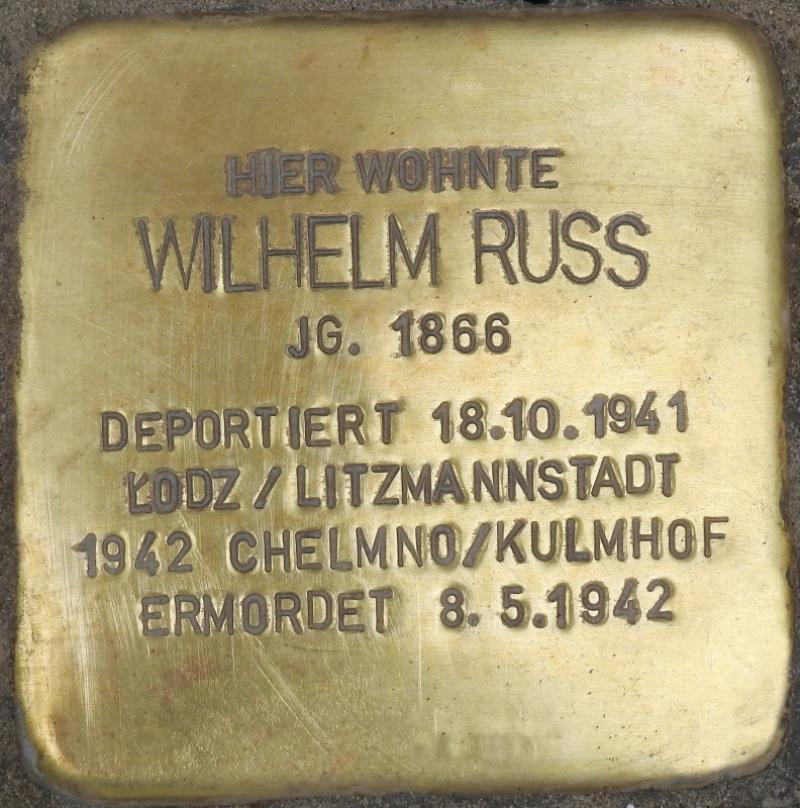 HIER WOHNTE
WILHELM RUSS
JG. 1866
DEPORTIERT 18.10.1941
ŁODZ / LITZMANNSTADT
1942 CHELMNO/KULMHOF
ERMORDET 8.5.1942